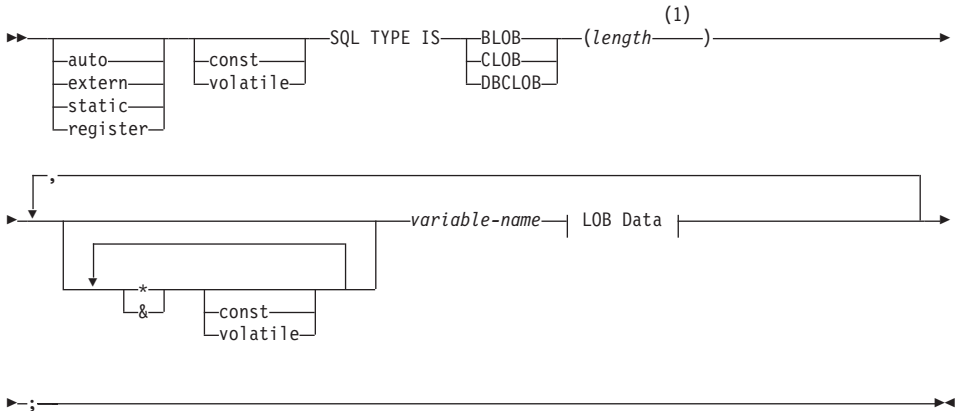 (1)
SQL TYPE IS BLOB (length )
auto const CLOB
extern volatile DBCLOB
static
register
,
variable-name LOB Data
*
& const
volatile
;